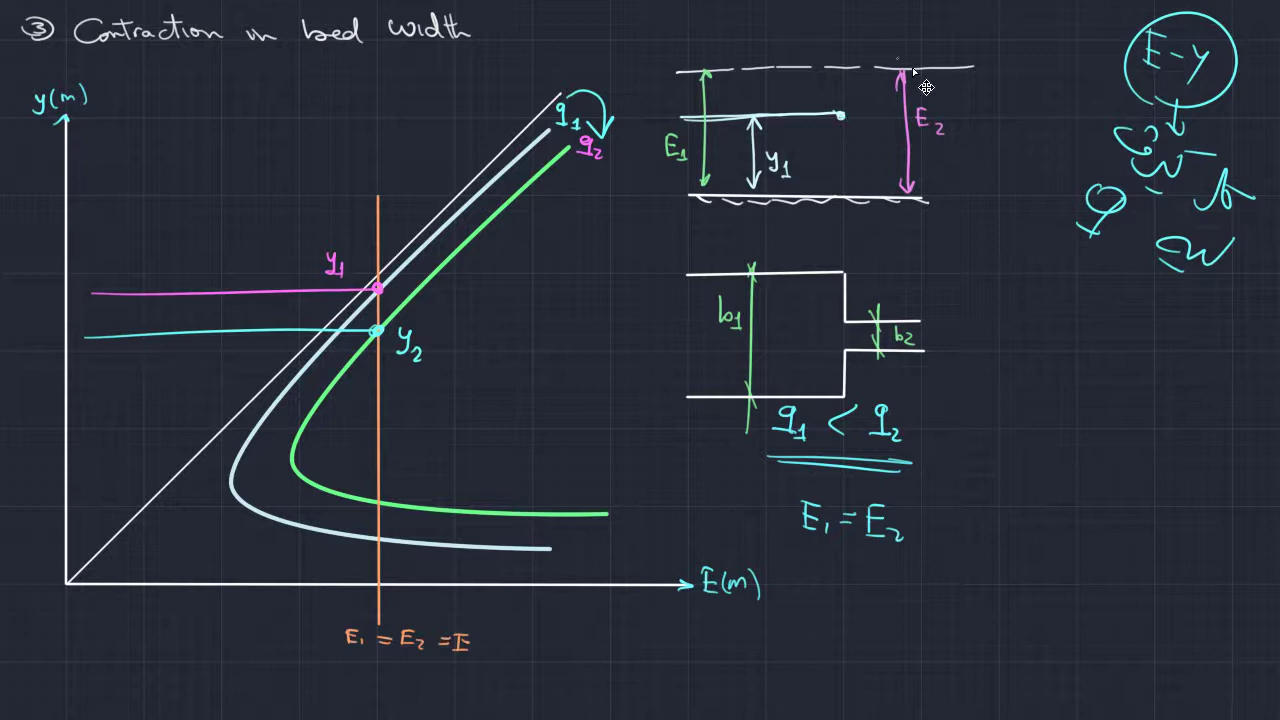 ③ Contraction in bed width
y(m)
q₁
q₂
y₁
y₂
E₁ = E₂ = E
E(m)
E₁
y₁
E₂
b₁
b₂
q₁ < q₂
E₁ = E₂
E-y